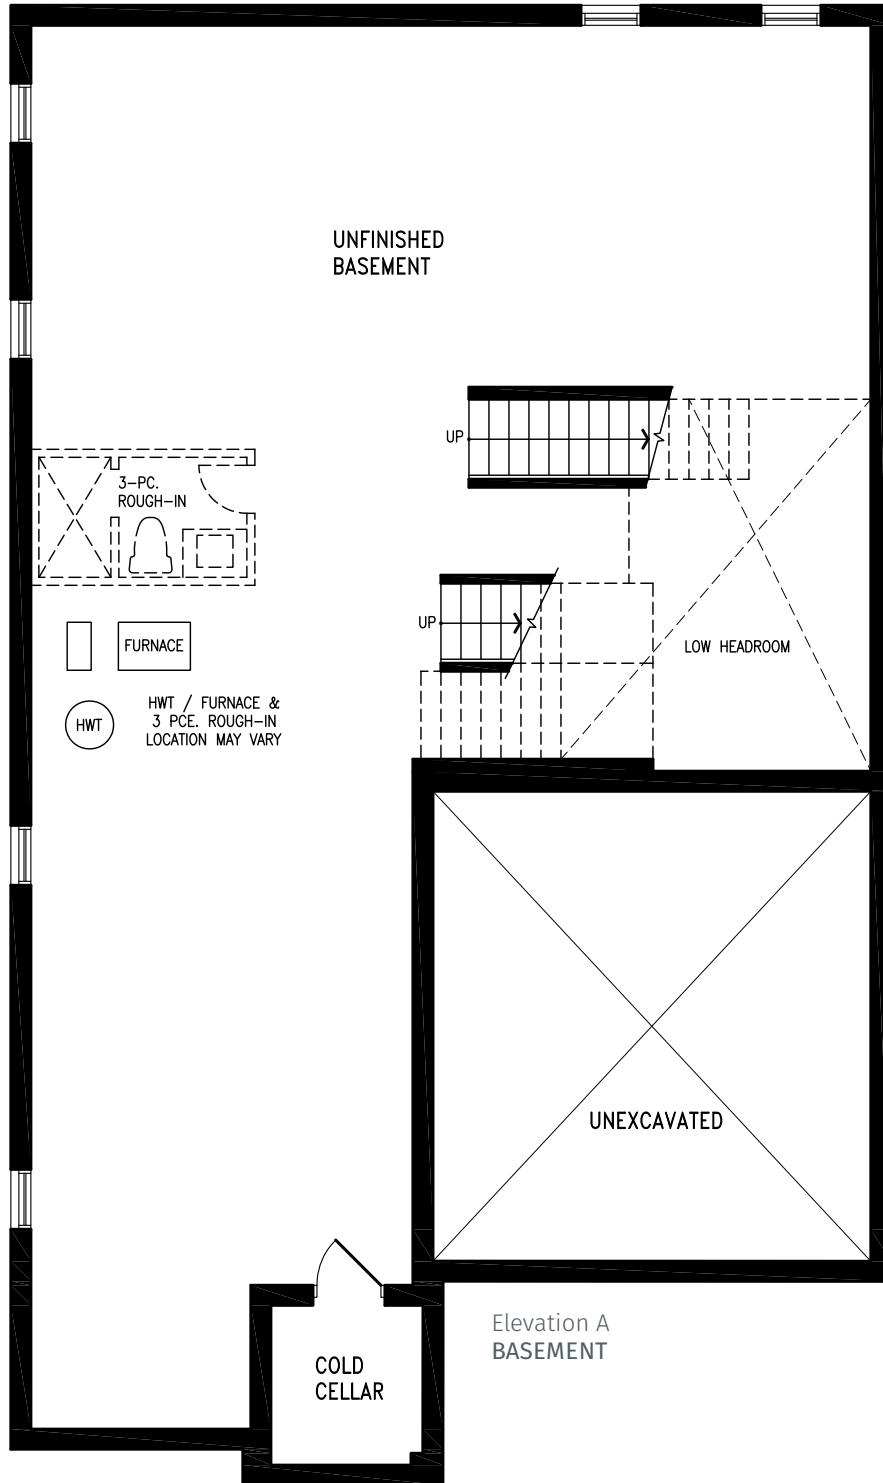 UNFINISHED
BASEMENT
UP
3-PC.
ROUGH-IN
UP
FURNACE
LOW HEADROOM
HWT
HWT / FURNACE &
3 PCE. ROUGH-IN
LOCATION MAY VARY
UNEXCAVATED
Elevation A
BASEMENT
COLD
CELLAR